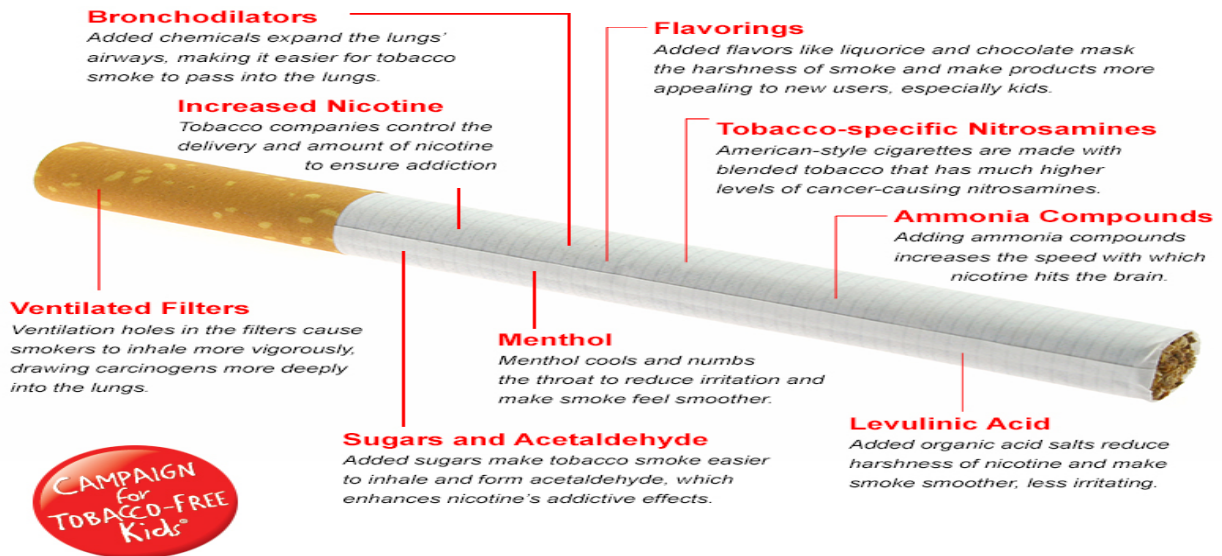 Bronchodilators
Added chemicals expand the lungs'
airways, making it easier for tobacco
smoke to pass into the lungs.
Increased Nicotine
Tobacco companies control the
delivery and amount of nicotine
to ensure addiction
Flavorings
Added flavors like liquorice and chocolate mask
the harshness of smoke and make products more
appealing to new users, especially kids.
Tobacco-specific Nitrosamines
American-style cigarettes are made with
blended tobacco that has much higher
levels of cancer-causing nitrosamines.
Ammonia Compounds
Adding ammonia compounds
increases the speed with which
nicotine hits the brain.
Ventilated Filters
Ventilation holes in the filters cause
smokers to inhale more vigorously,
drawing carcinogens more deeply
into the lungs.
Menthol
Menthol cools and numbs
the throat to reduce irritation and
make smoke feel smoother.
Levulinic Acid
Added organic acid salts reduce
harshness of nicotine and make
smoke smoother, less irritating.
Sugars and Acetaldehyde
Added sugars make tobacco smoke easier
to inhale and form acetaldehyde, which
enhances nicotine's addictive effects.
CAMPAIGN
for
TOBACCO-FREE
Kids®